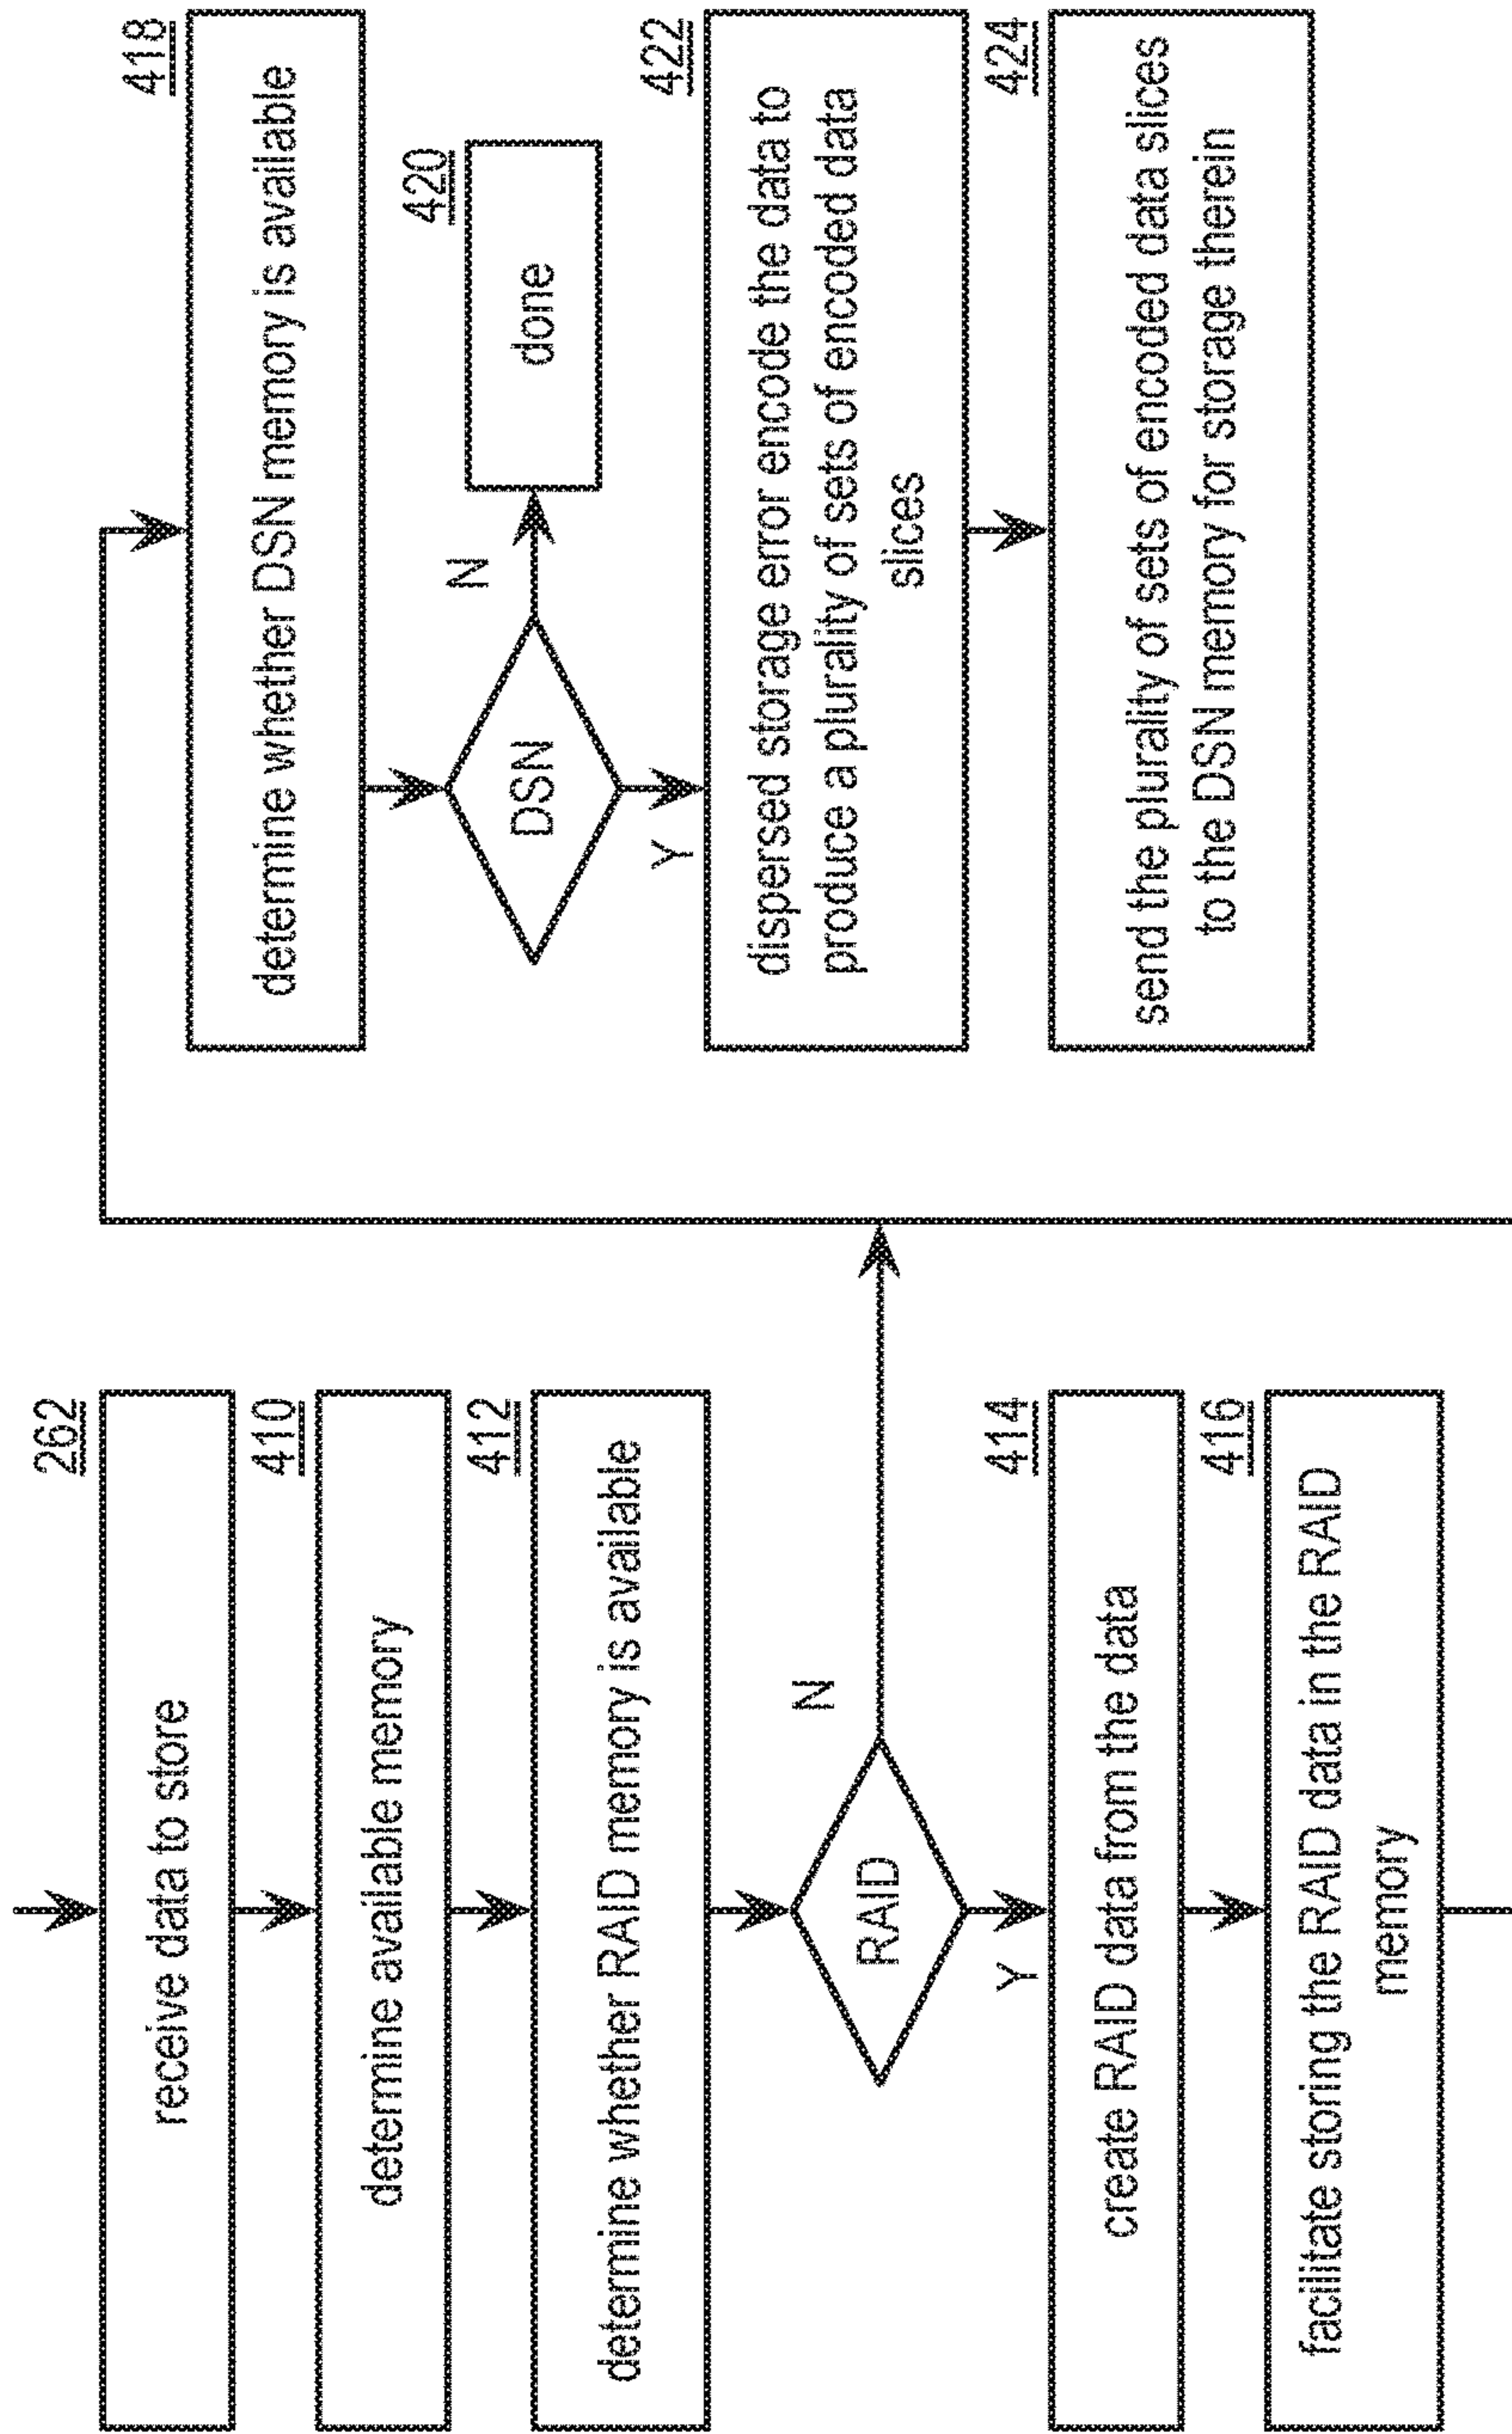 262
receive data to store
410
determine available memory
412
determine whether RAID memory is available
RAID
N
Y
414
create RAID data from the data
416
facilitate storing the RAID data in the RAID
memory
418
determine whether DSN memory is available
DSN
N
420
done
Y
422
dispersed storage error encode the data to
produce a plurality of sets of encoded data
slices
424
send the plurality of sets of encoded data slices
to the DSN memory for storage therein